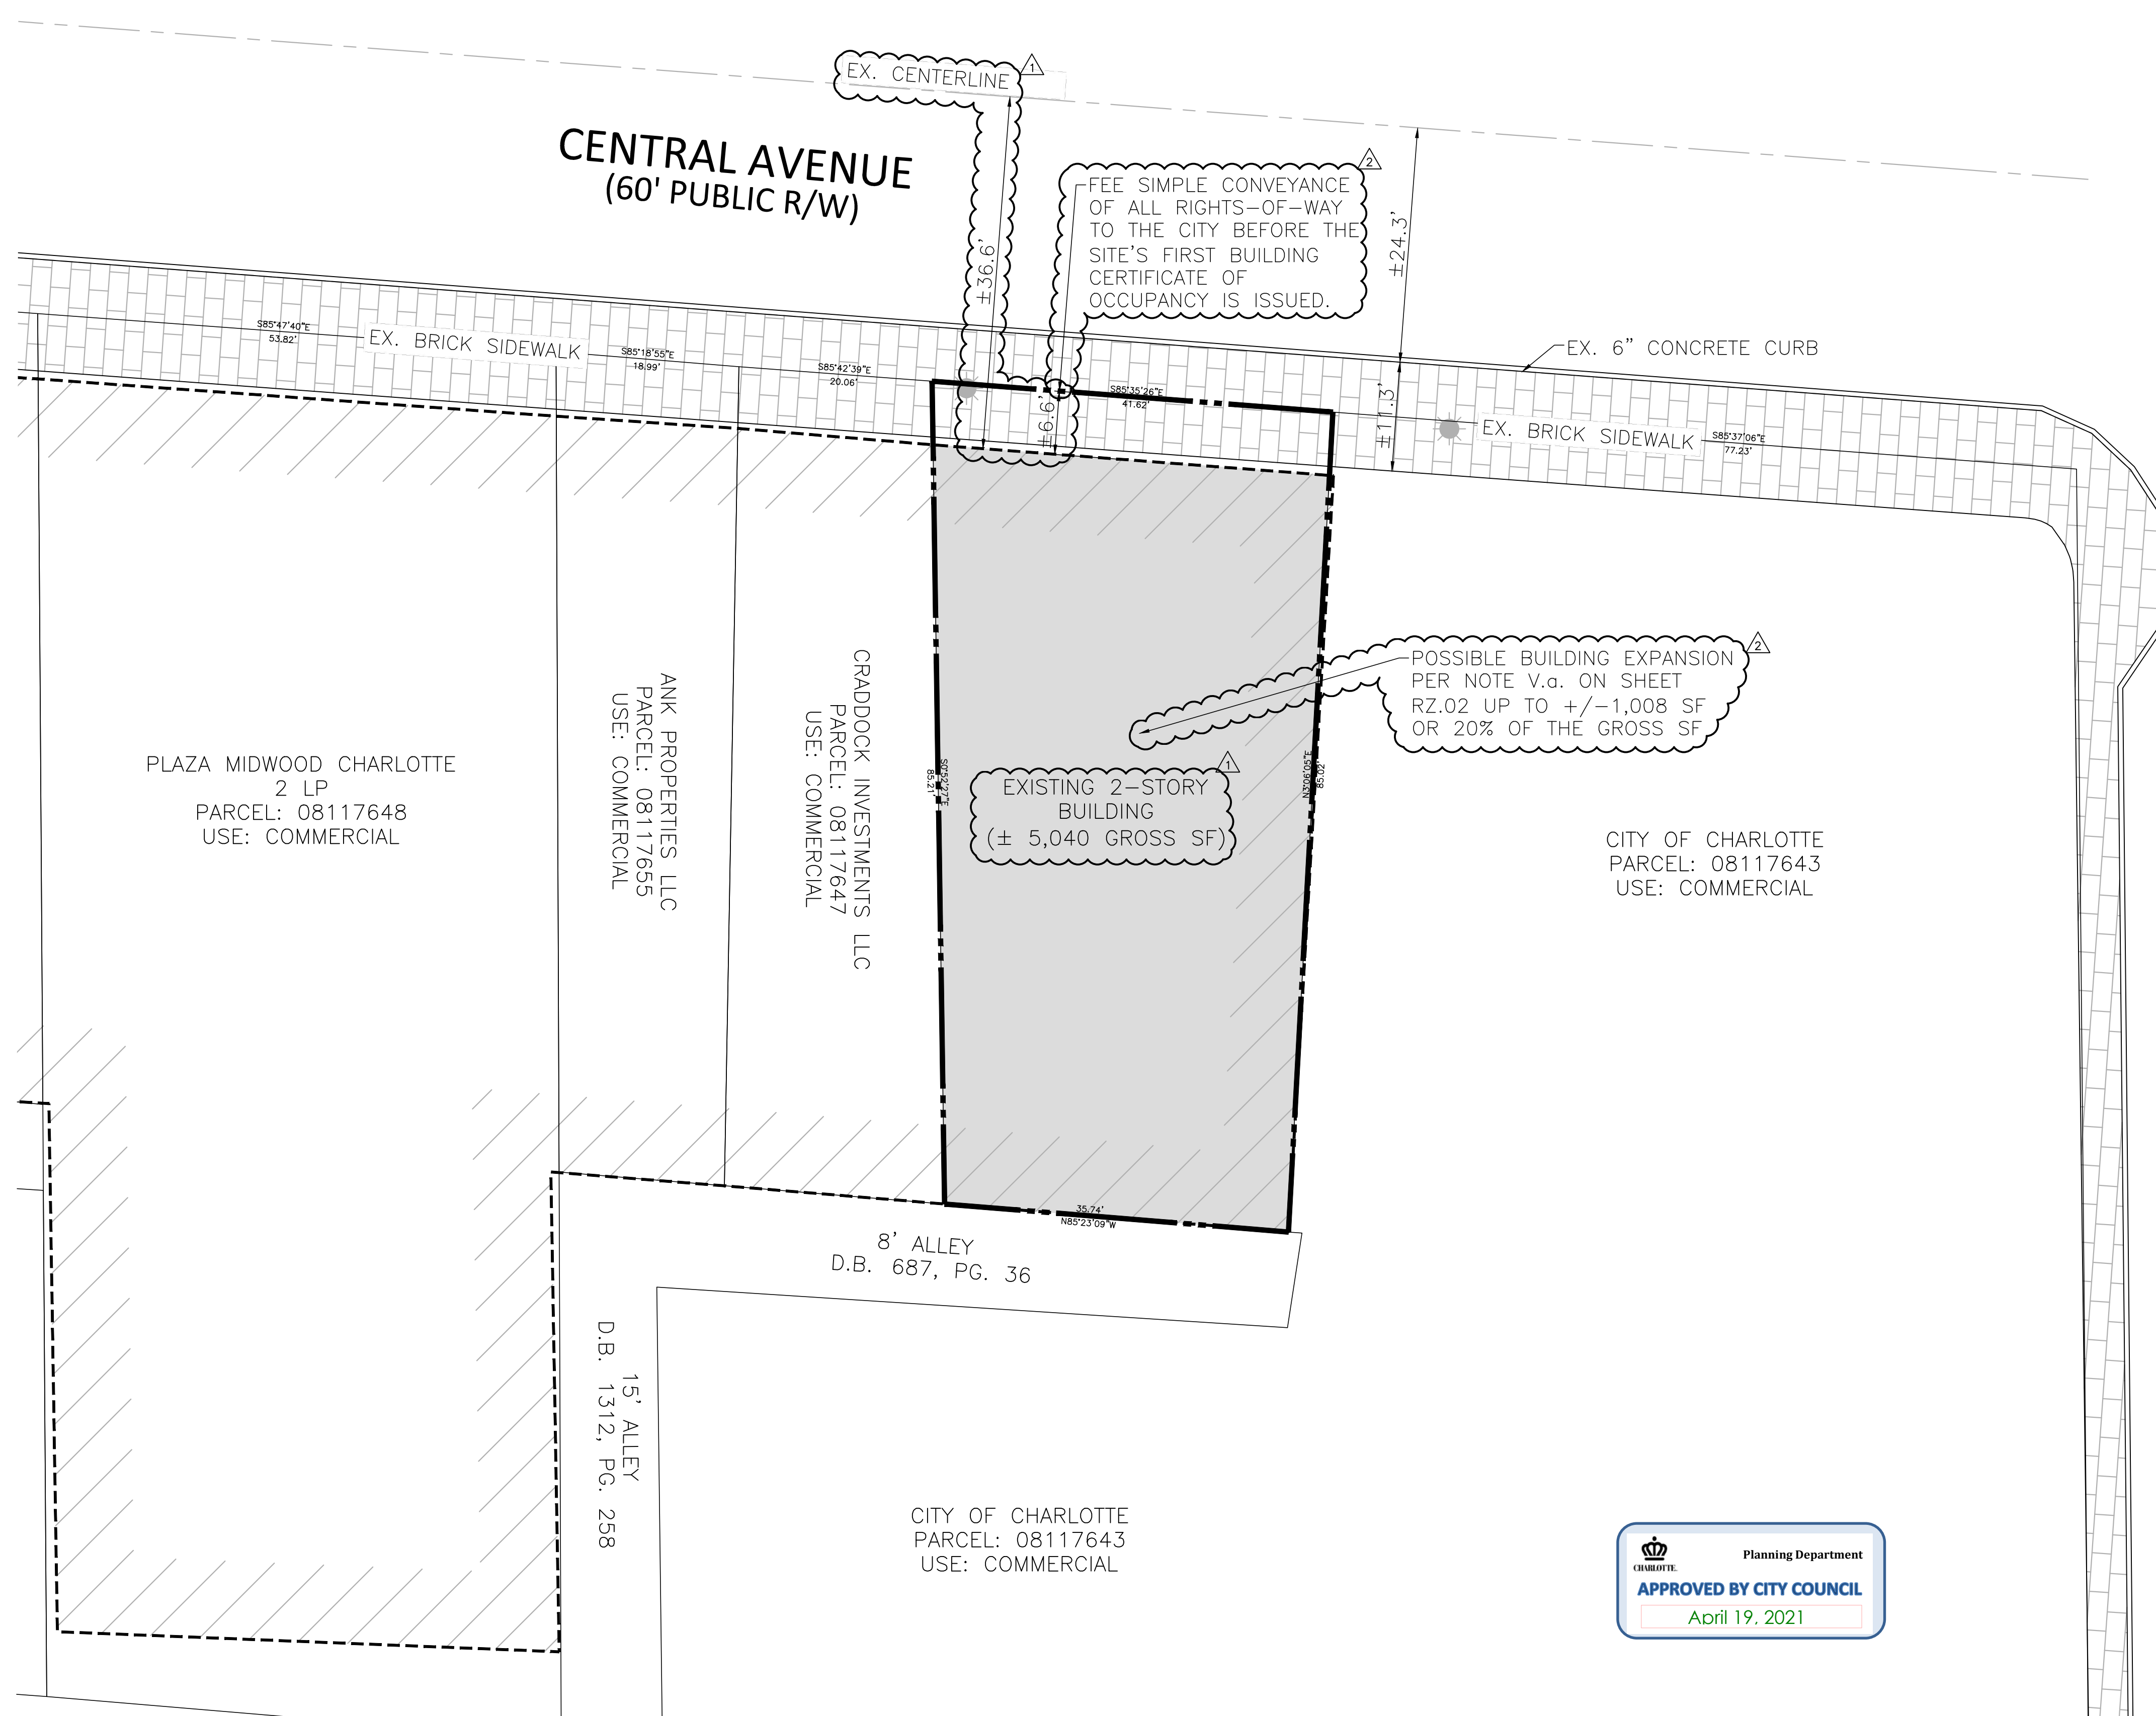 EX. CENTERLINE
1
CENTRAL AVENUE
(60' PUBLIC R/W)
±36.6'
2
FEE SIMPLE CONVEYANCE
OF ALL RIGHTS-OF-WAY
TO THE CITY BEFORE THE
SITE'S FIRST BUILDING
CERTIFICATE OF
OCCUPANCY IS ISSUED.
±24.3'
EX. 6" CONCRETE CURB
S85°47'40"E
53.82'
EX. BRICK SIDEWALK
S85°18'55"E
18.99'
S85°42'39"E
20.06'
±6.6'
S85°35'26"E
41.62'
±11.3'
EX. BRICK SIDEWALK
S85°37'06"E
77.23'
POSSIBLE BUILDING EXPANSION
PER NOTE V.a. ON SHEET
RZ.02 UP TO +/-1,008 SF
OR 20% OF THE GROSS SF
2
PLAZA MIDWOOD CHARLOTTE
2 LP
PARCEL: 08117648
USE: COMMERCIAL
ANK PROPERTIES LLC
PARCEL: 08117655
USE: COMMERCIAL
CRADDOCK INVESTMENTS LLC
PARCEL: 08117647
USE: COMMERCIAL
S0°52'27"E
85.21'
1
EXISTING 2-STORY
BUILDING
(± 5,040 GROSS SF)
N3°06'05"E
85.02'
CITY OF CHARLOTTE
PARCEL: 08117643
USE: COMMERCIAL
35.74'
N85°23'09"W
8' ALLEY
D.B. 687, PG. 36
15' ALLEY
D.B. 1312, PG. 258
CITY OF CHARLOTTE
PARCEL: 08117643
USE: COMMERCIAL
CHARLOTTE.
Planning Department
APPROVED BY CITY COUNCIL
April 19, 2021